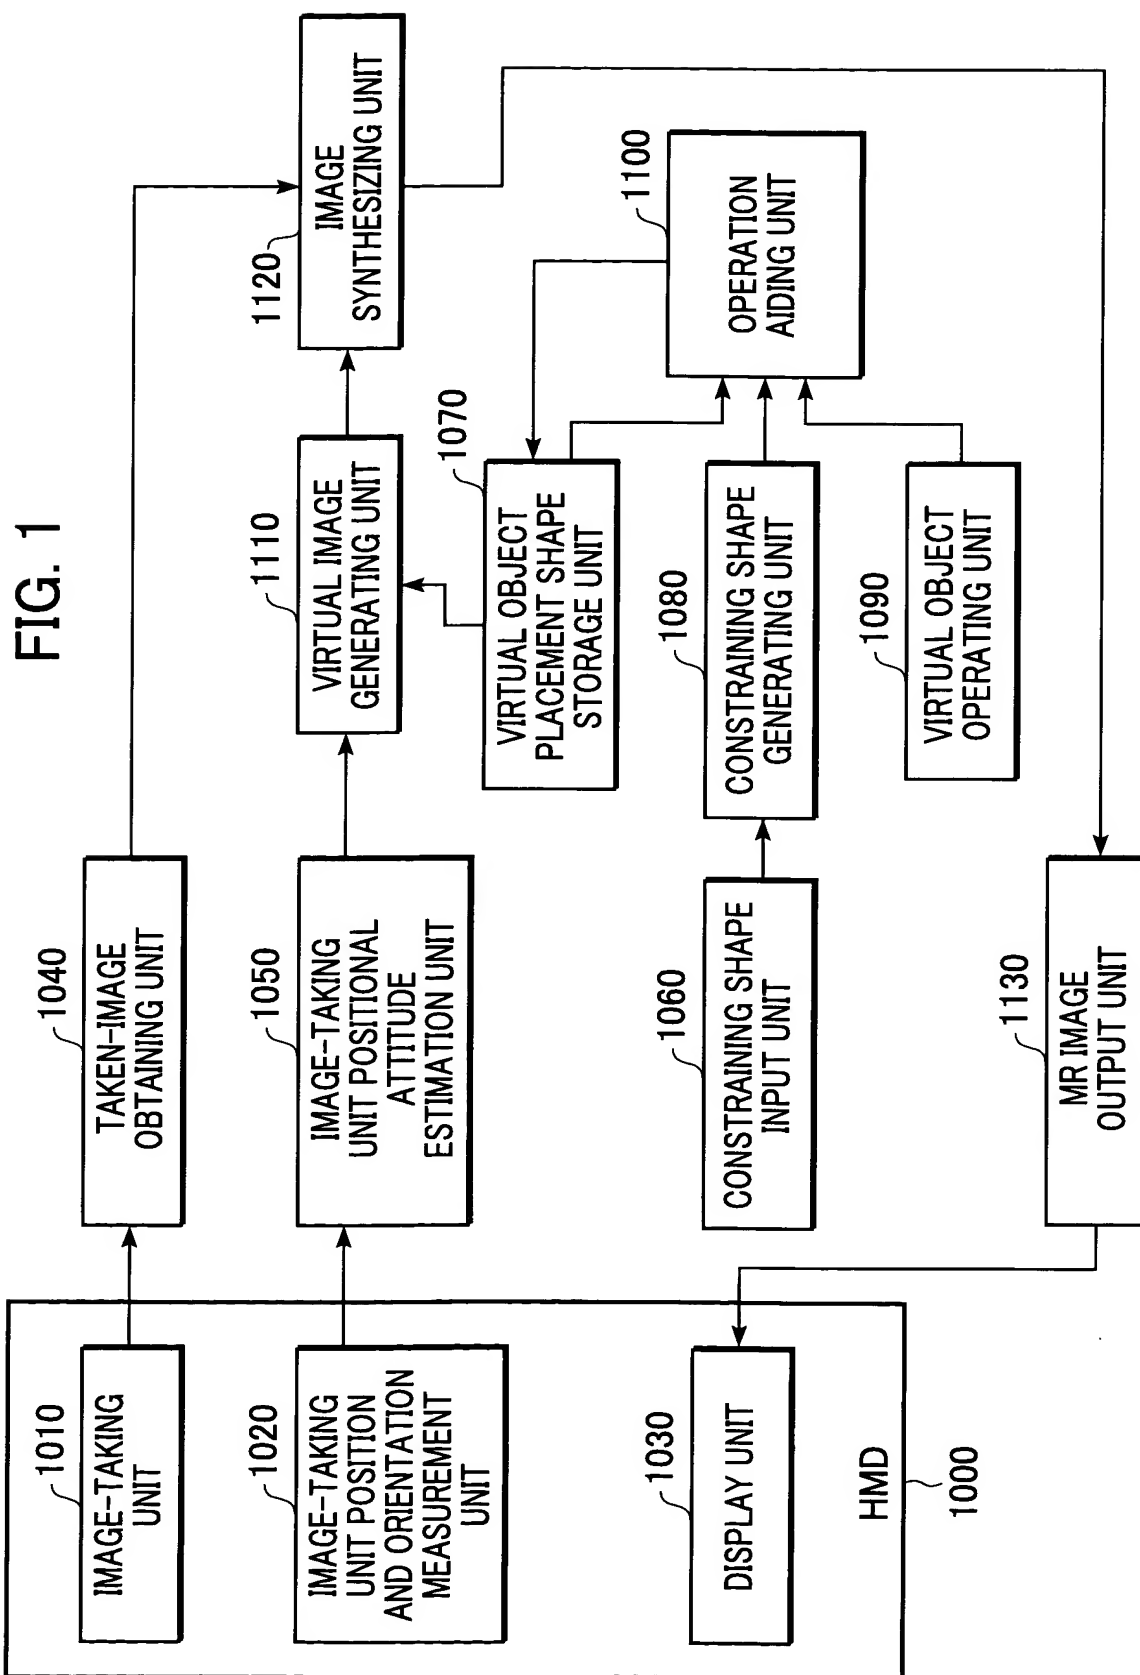 FIG. 1
1010
IMAGE-TAKING
UNIT
1020
IMAGE-TAKING
UNIT POSITION
AND ORIENTATION
MEASUREMENT
UNIT
1030
DISPLAY UNIT
HMD
1000
1040
TAKEN-IMAGE
OBTAINING UNIT
1050
IMAGE-TAKING
UNIT POSITIONAL
ATTITUDE
ESTIMATION UNIT
1060
CONSTRAINING SHAPE
INPUT UNIT
1130
MR IMAGE
OUTPUT UNIT
1110
VIRTUAL IMAGE
GENERATING UNIT
1070
VIRTUAL OBJECT
PLACEMENT SHAPE
STORAGE UNIT
1080
CONSTRAINING SHAPE
GENERATING UNIT
1090
VIRTUAL OBJECT
OPERATING UNIT
1120
IMAGE
SYNTHESIZING UNIT
1100
OPERATION
AIDING UNIT